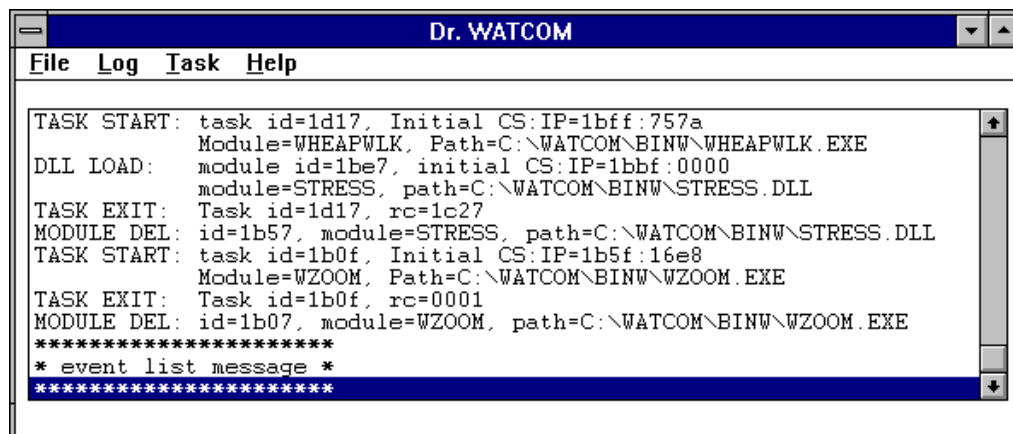 Dr. WATCOM
File Log Task Help
TASK START: task id=1d17, Initial CS:IP=1bff:757a
Module=WHEAPWLK, Path=C:\WATCOM\BINW\WHEAPWLK.EXE
DLL LOAD: module id=1be7, initial CS:IP=1bbf:0000
module=STRESS, path=C:\WATCOM\BINW\STRESS.DLL
TASK EXIT: Task id=1d17, rc=1c27
MODULE DEL: id=1b57, module=STRESS, path=C:\WATCOM\BINW\STRESS.DLL
TASK START: task id=1b0f, Initial CS:IP=1b5f:16e8
Module=WZOOM, Path=C:\WATCOM\BINW\WZOOM.EXE
TASK EXIT: Task id=1b0f, rc=0001
MODULE DEL: id=1b07, module=WZOOM, path=C:\WATCOM\BINW\WZOOM.EXE
**********************
* event list message *
**********************